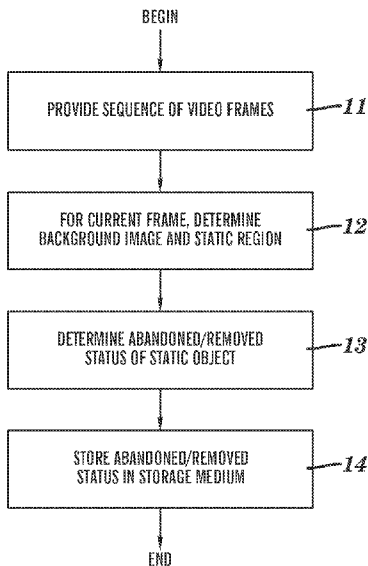 BEGIN
PROVIDE SEQUENCE OF VIDEO FRAMES
11
FOR CURRENT FRAME, DETERMINE
BACKGROUND IMAGE AND STATIC REGION
12
DETERMINE ABANDONED/REMOVED
STATUS OF STATIC OBJECT
13
STORE ABANDONED/REMOVED
STATUS IN STORAGE MEDIUM
14
END